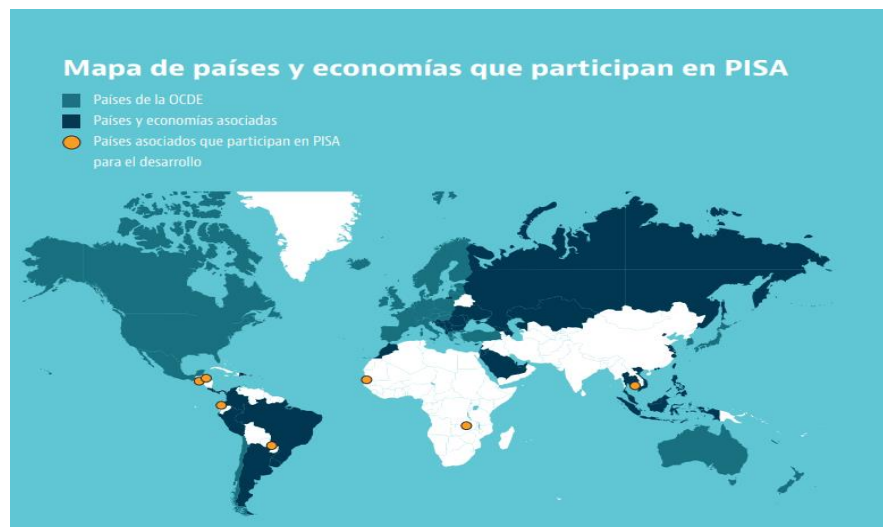 Mapa de países y economías que participan en PISA
Países de la OCDE
Países y economías asociadas
Países asociados que participan en PISA
para el desarrollo